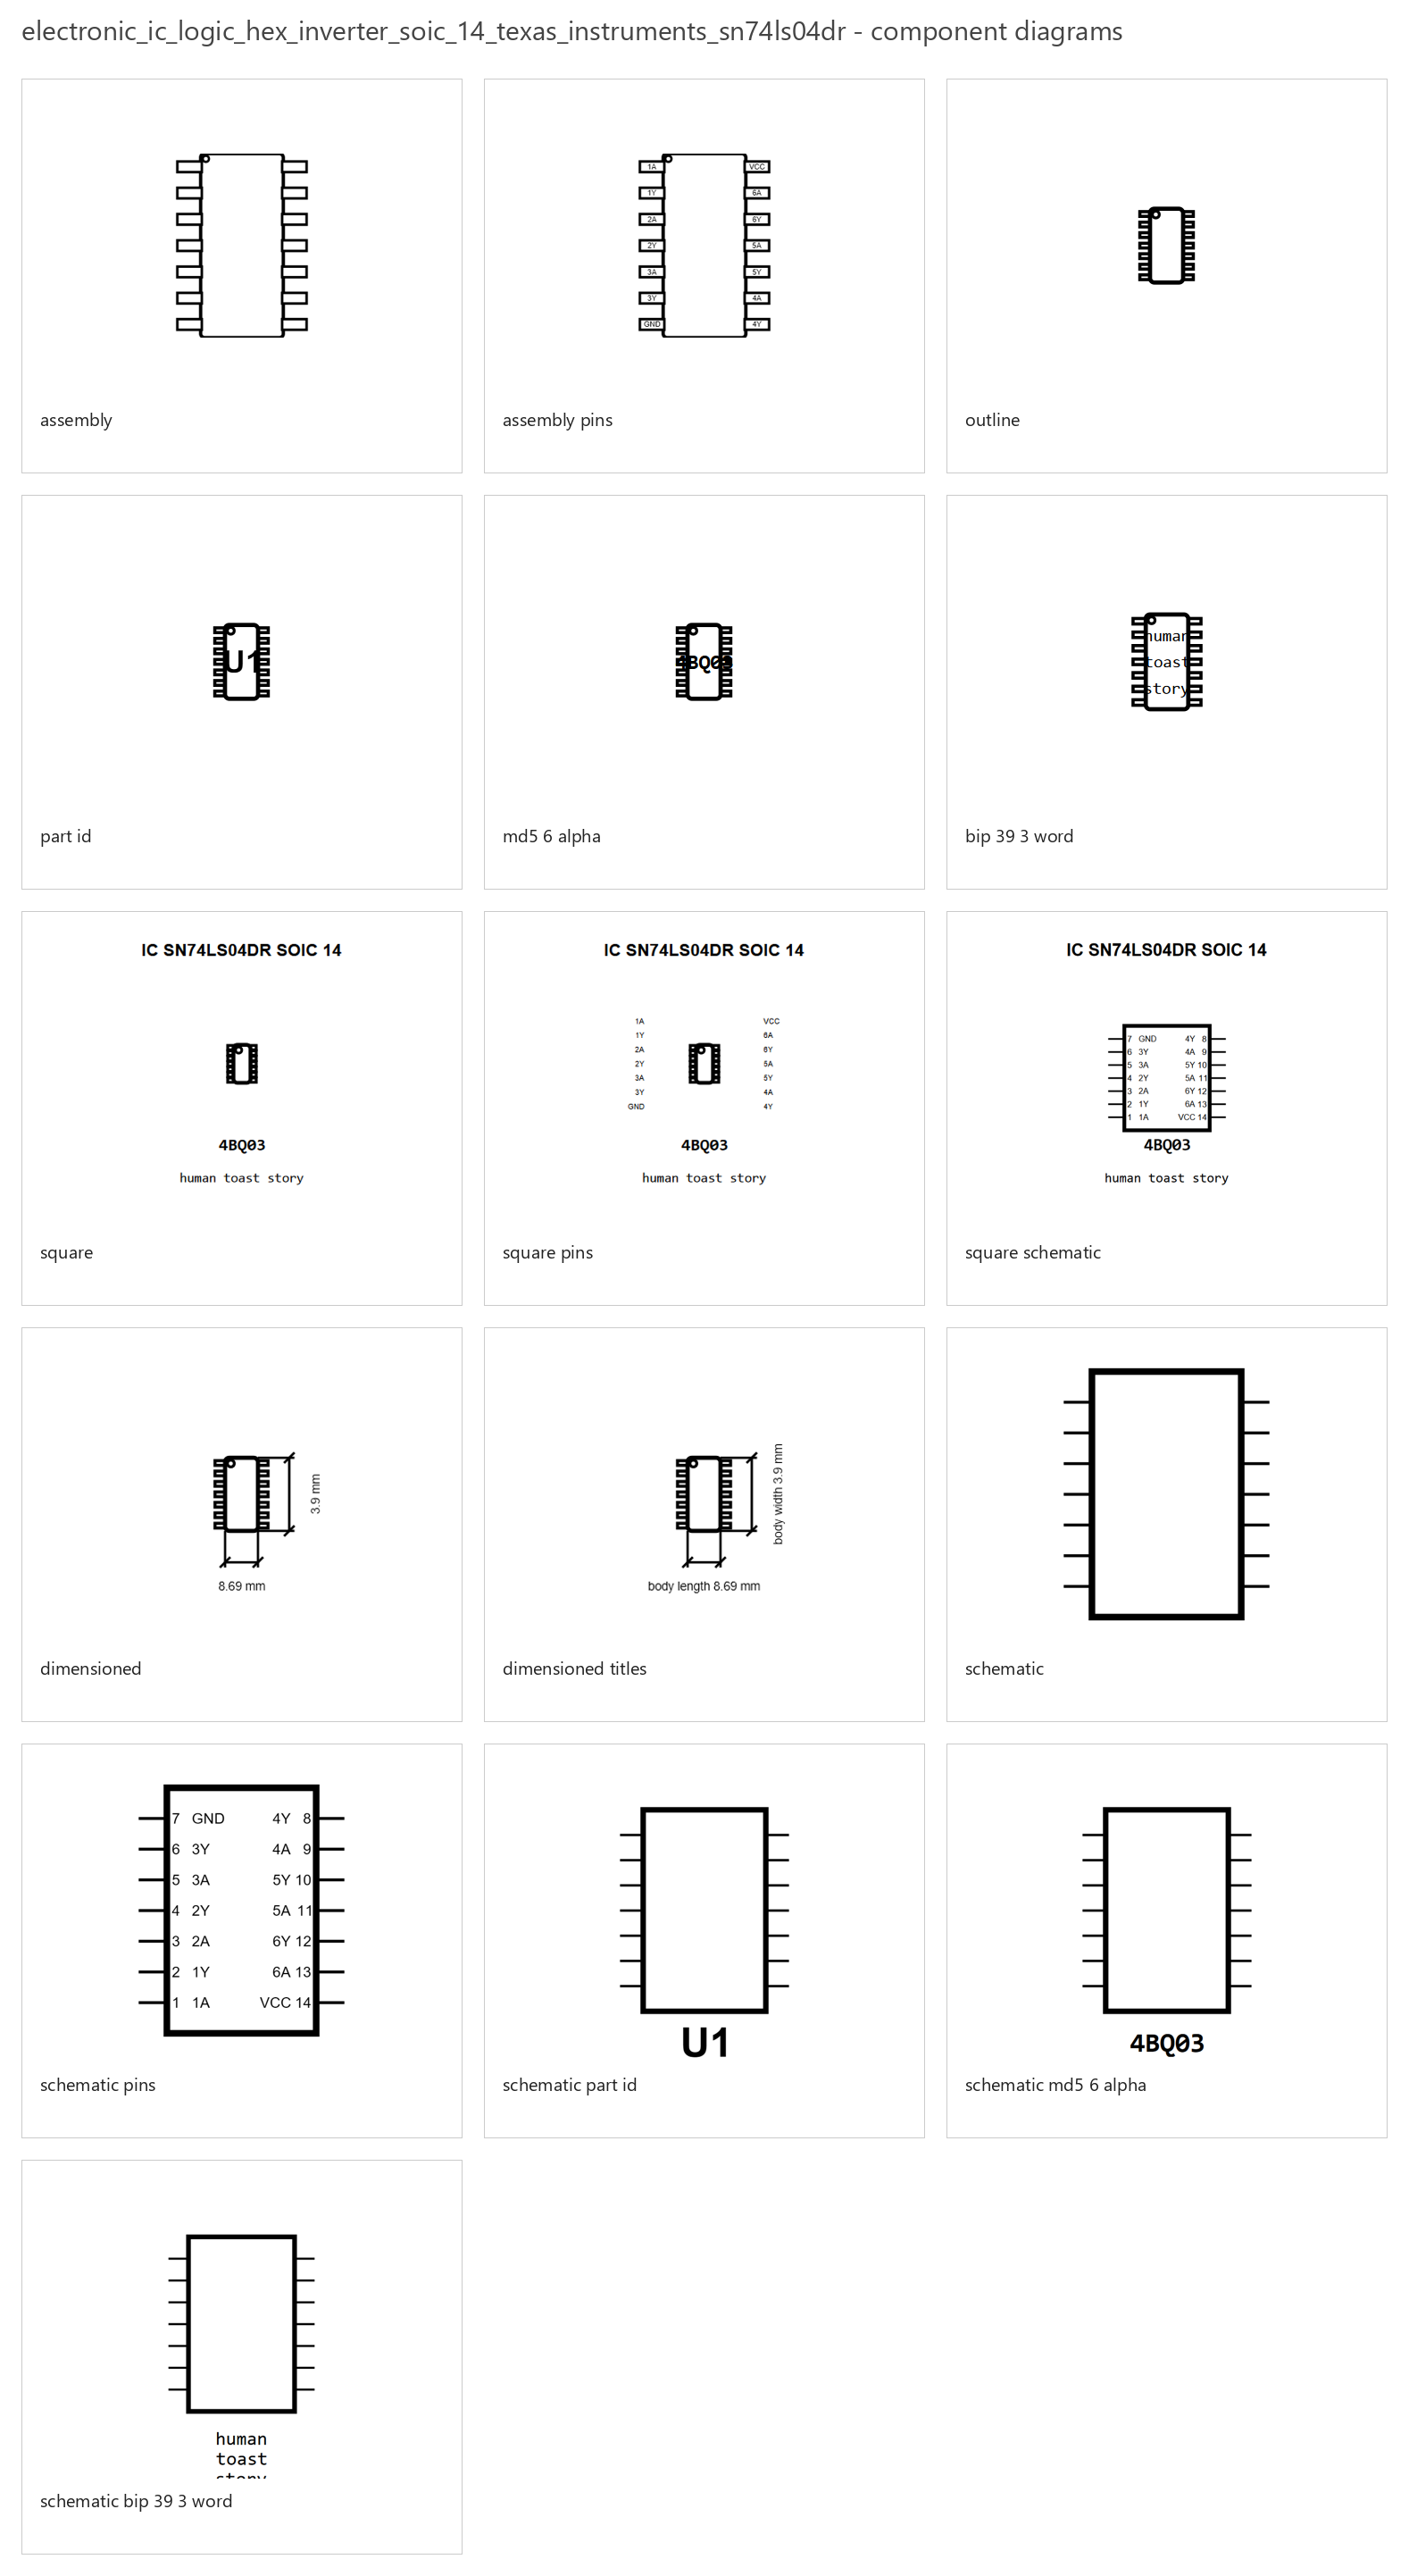 electronic_ic_logic_hex_inverter_soic_14_texas_instruments_sn74ls04dr - component diagrams
1A VCC
1Y 6A
2A 6Y
2Y 5A
3A 5Y
3Y 4A
GND 4Y
assembly
assembly pins
outline
U1
4BQ03
human
toast
story
part id
md5 6 alpha
bip 39 3 word
IC SN74LS04DR SOIC 14
4BQ03
human toast story
square
IC SN74LS04DR SOIC 14
1A VCC
1Y 6A
2A 6Y
2Y 5A
3A 5Y
3Y 4A
GND 4Y
4BQ03
human toast story
square pins
IC SN74LS04DR SOIC 14
7 GND 4Y 8
6 3Y 4A 9
5 3A 5Y 10
4 2Y 5A 11
3 2A 6Y 12
2 1Y 6A 13
1 1A VCC 14
4BQ03
human toast story
square schematic
3.9 mm
8.69 mm
dimensioned
body width 3.9 mm
body length 8.69 mm
dimensioned titles
schematic
7 GND 4Y 8
6 3Y 4A 9
5 3A 5Y 10
4 2Y 5A 11
3 2A 6Y 12
2 1Y 6A 13
1 1A VCC 14
schematic pins
U1
schematic part id
4BQ03
schematic md5 6 alpha
human
toast
story
schematic bip 39 3 word